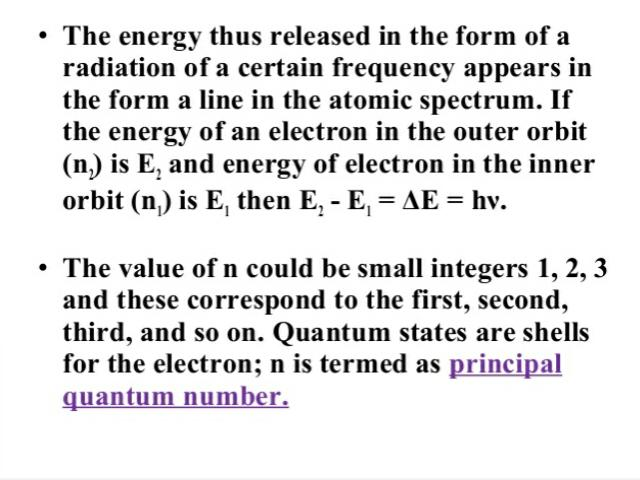 • The energy thus released in the form of a
radiation of a certain frequency appears in
the form a line in the atomic spectrum. If
the energy of an electron in the outer orbit
(n₂) is E₂ and energy of electron in the inner
orbit (n₁) is E₁ then E₂ - E₁ = ΔE = hν.
• The value of n could be small integers 1, 2, 3
and these correspond to the first, second,
third, and so on. Quantum states are shells
for the electron; n is termed as principal
quantum number.